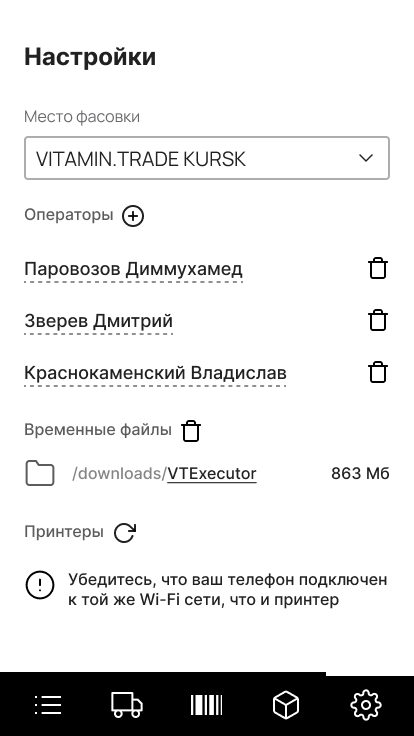 Настройки
Место фасовки
VITAMIN.TRADE KURSK
Операторы
Паровозов Диммухамед
Зверев Дмитрий
Краснокаменский Владислав
Временные файлы
/downloads/VTExecutor 863 Мб
Принтеры
Убедитесь, что ваш телефон подключен
к той же Wi-Fi сети, что и принтер